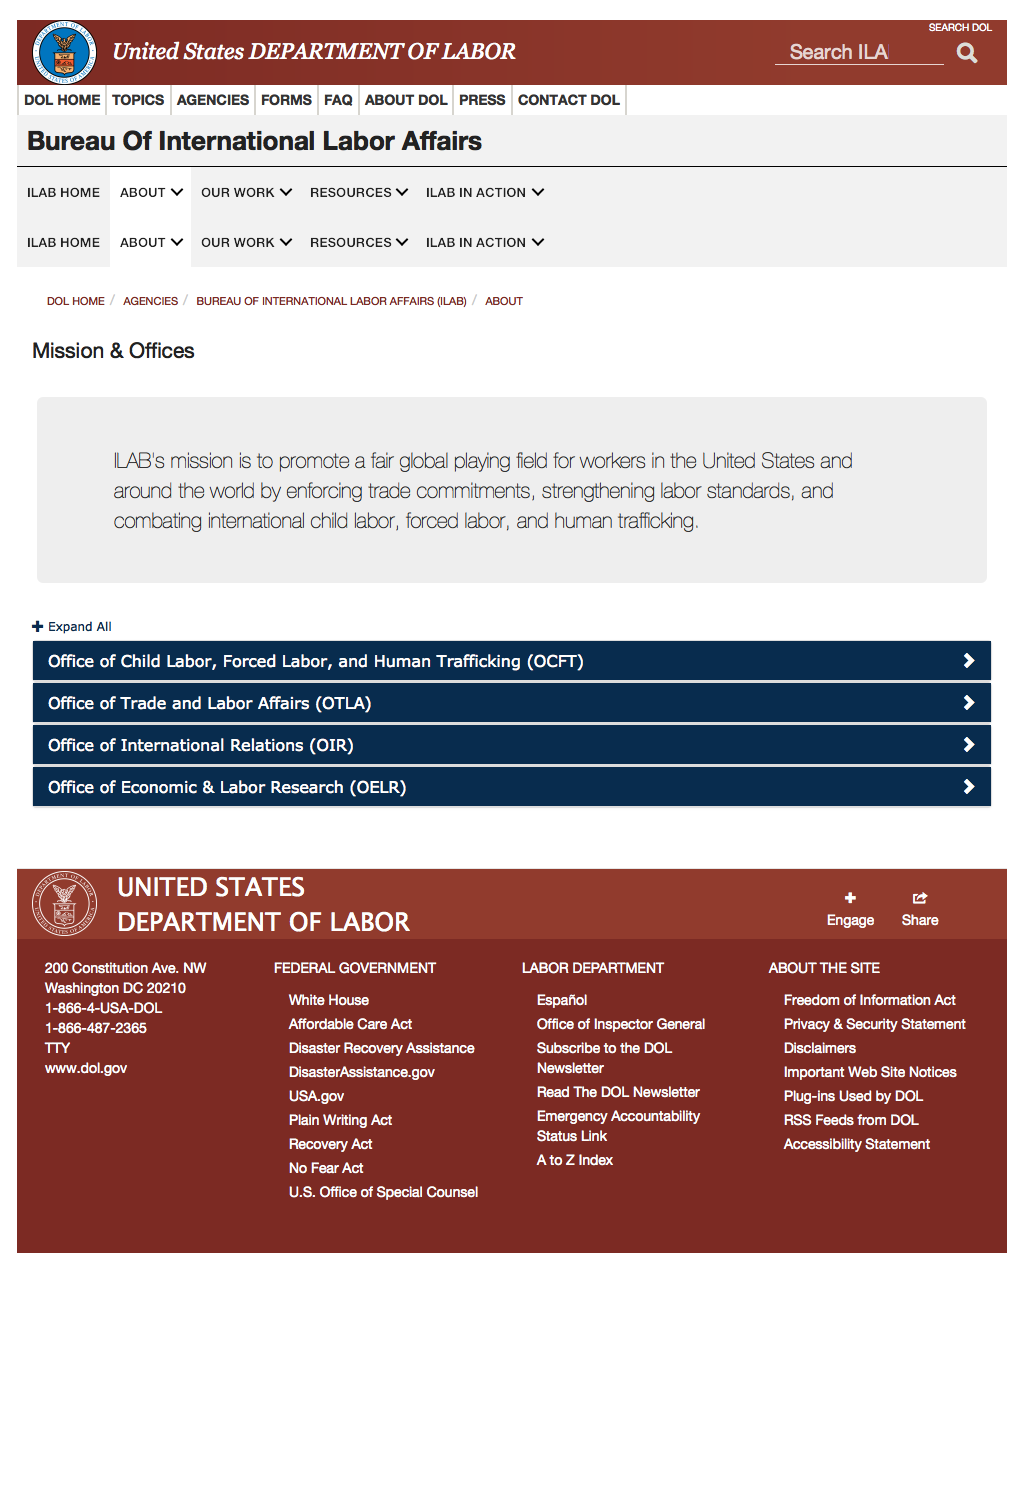 SEARCH DOL
United States DEPARTMENT OF LABOR
Search ILA
DOL HOME TOPICS AGENCIES FORMS FAQ ABOUT DOL PRESS CONTACT DOL
Bureau Of International Labor Affairs
ILAB HOME ABOUT OUR WORK RESOURCES ILAB IN ACTION
ILAB HOME ABOUT OUR WORK RESOURCES ILAB IN ACTION
DOL HOME / AGENCIES / BUREAU OF INTERNATIONAL LABOR AFFAIRS (ILAB) / ABOUT
Mission & Offices
ILAB's mission is to promote a fair global playing field for workers in the United States and
around the world by enforcing trade commitments, strengthening labor standards, and
combating international child labor, forced labor, and human trafficking.
Expand All
Office of Child Labor, Forced Labor, and Human Trafficking (OCFT)
Office of Trade and Labor Affairs (OTLA)
Office of International Relations (OIR)
Office of Economic & Labor Research (OELR)
UNITED STATES
DEPARTMENT OF LABOR
Engage Share
200 Constitution Ave. NW
Washington DC 20210
1-866-4-USA-DOL
1-866-487-2365
TTY
www.dol.gov
FEDERAL GOVERNMENT
White House
Affordable Care Act
Disaster Recovery Assistance
DisasterAssistance.gov
USA.gov
Plain Writing Act
Recovery Act
No Fear Act
U.S. Office of Special Counsel
LABOR DEPARTMENT
Español
Office of Inspector General
Subscribe to the DOL
Newsletter
Read The DOL Newsletter
Emergency Accountability
Status Link
A to Z Index
ABOUT THE SITE
Freedom of Information Act
Privacy & Security Statement
Disclaimers
Important Web Site Notices
Plug-ins Used by DOL
RSS Feeds from DOL
Accessibility Statement